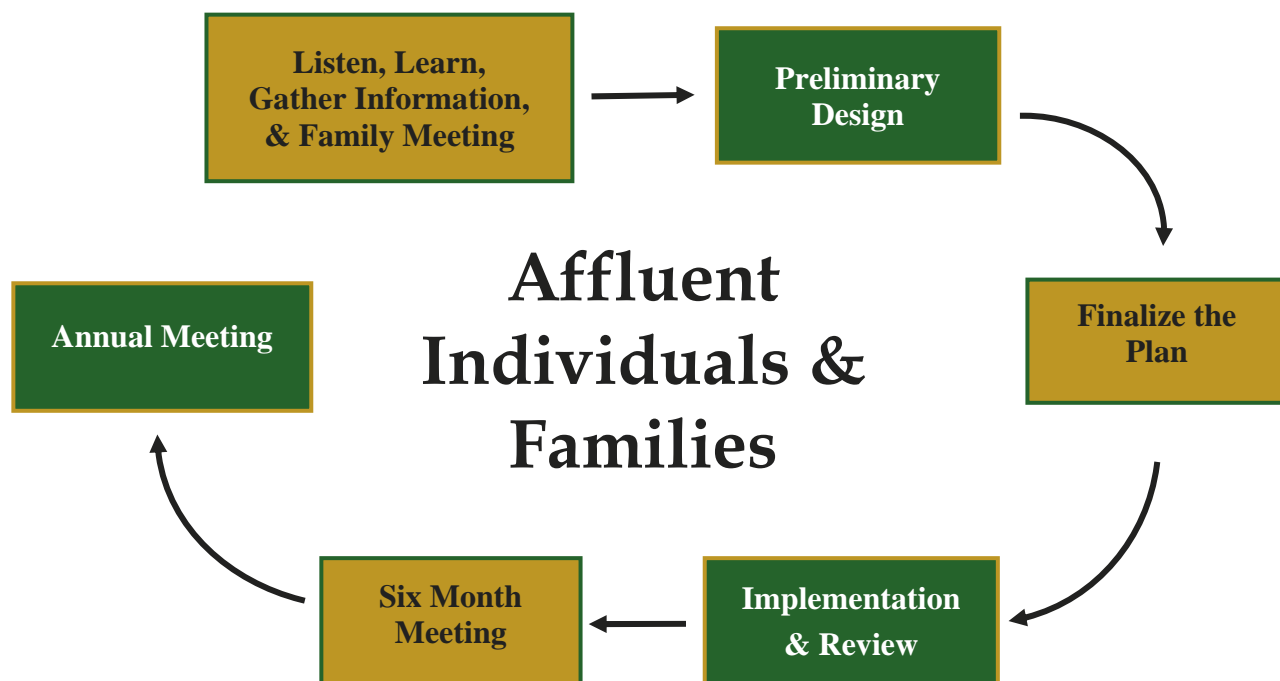 Listen, Learn,
Gather Information,
& Family Meeting
Preliminary
Design
Finalize the
Plan
Implementation
& Review
Six Month
Meeting
Annual Meeting
Affluent
Individuals &
Families